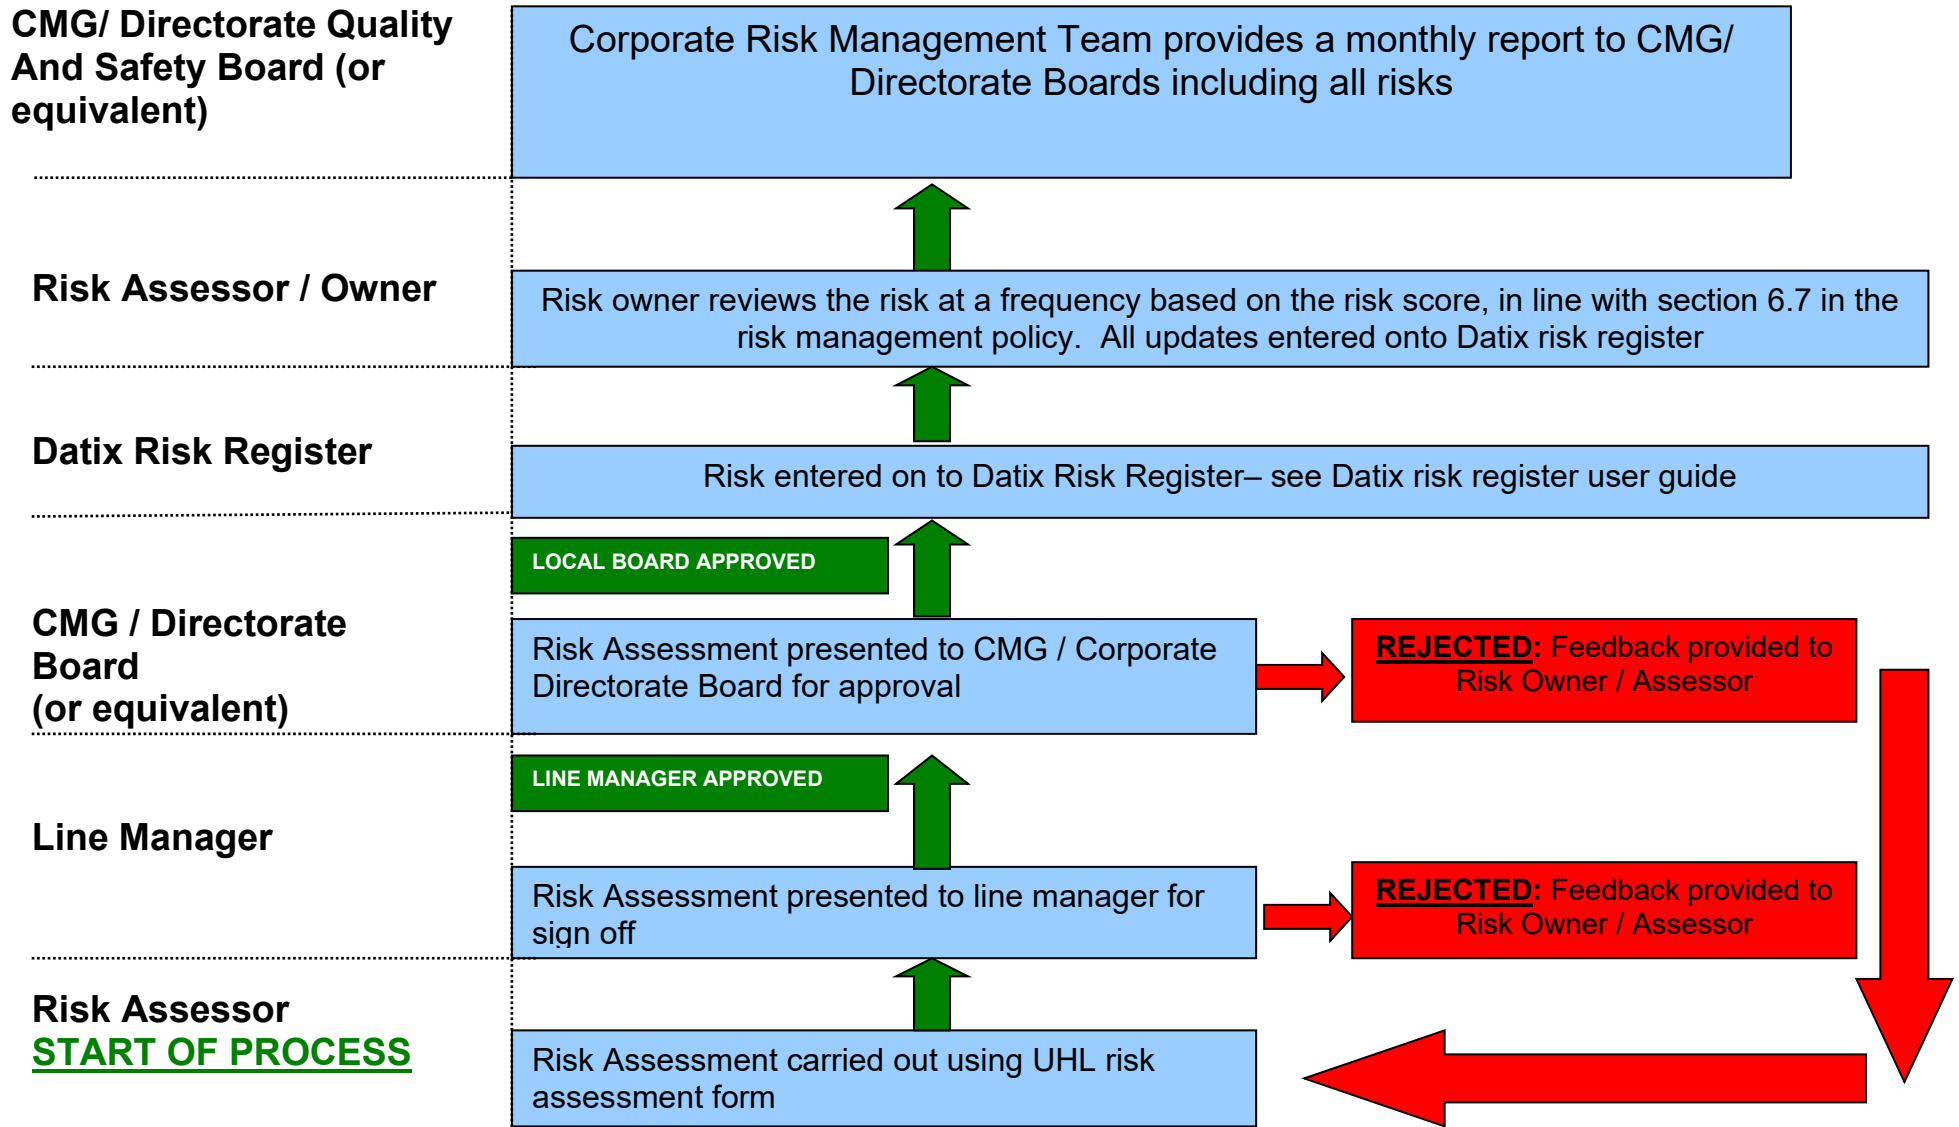 CMG/ Directorate Quality
And Safety Board (or
equivalent)
Corporate Risk Management Team provides a monthly report to CMG/
Directorate Boards including all risks
Risk Assessor / Owner
Risk owner reviews the risk at a frequency based on the risk score, in line with section 6.7 in the
risk management policy.  All updates entered onto Datix risk register
Datix Risk Register
Risk entered on to Datix Risk Register– see Datix risk register user guide
LOCAL BOARD APPROVED
CMG / Directorate
Board
(or equivalent)
Risk Assessment presented to CMG / Corporate
Directorate Board for approval
REJECTED: Feedback provided to
Risk Owner / Assessor
LINE MANAGER APPROVED
Line Manager
Risk Assessment presented to line manager for
sign off
REJECTED: Feedback provided to
Risk Owner / Assessor
Risk Assessor
START OF PROCESS
Risk Assessment carried out using UHL risk
assessment form